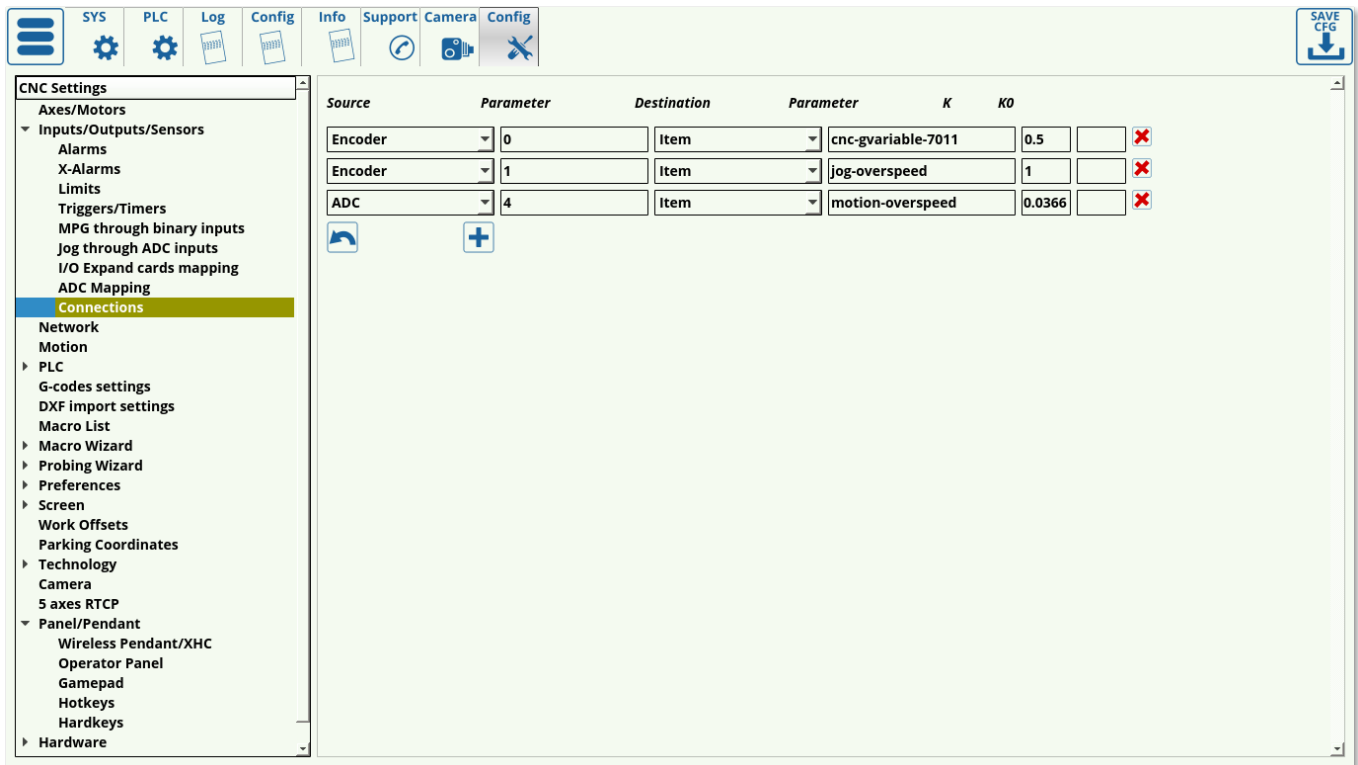 SYS PLC Log Config Info Support Camera Config
SAVE
CFG
CNC Settings
Axes/Motors
Inputs/Outputs/Sensors
Alarms
X-Alarms
Limits
Triggers/Timers
MPG through binary inputs
Jog through ADC inputs
I/O Expand cards mapping
ADC Mapping
Connections
Network
Motion
PLC
G-codes settings
DXF import settings
Macro List
Macro Wizard
Probing Wizard
Preferences
Screen
Work Offsets
Parking Coordinates
Technology
Camera
5 axes RTCP
Panel/Pendant
Wireless Pendant/XHC
Operator Panel
Gamepad
Hotkeys
Hardkeys
Hardware
Source Parameter Destination Parameter K K0
Encoder 0 Item cnc-gvariable-7011 0.5
Encoder 1 Item jog-overspeed 1
ADC 4 Item motion-overspeed 0.0366